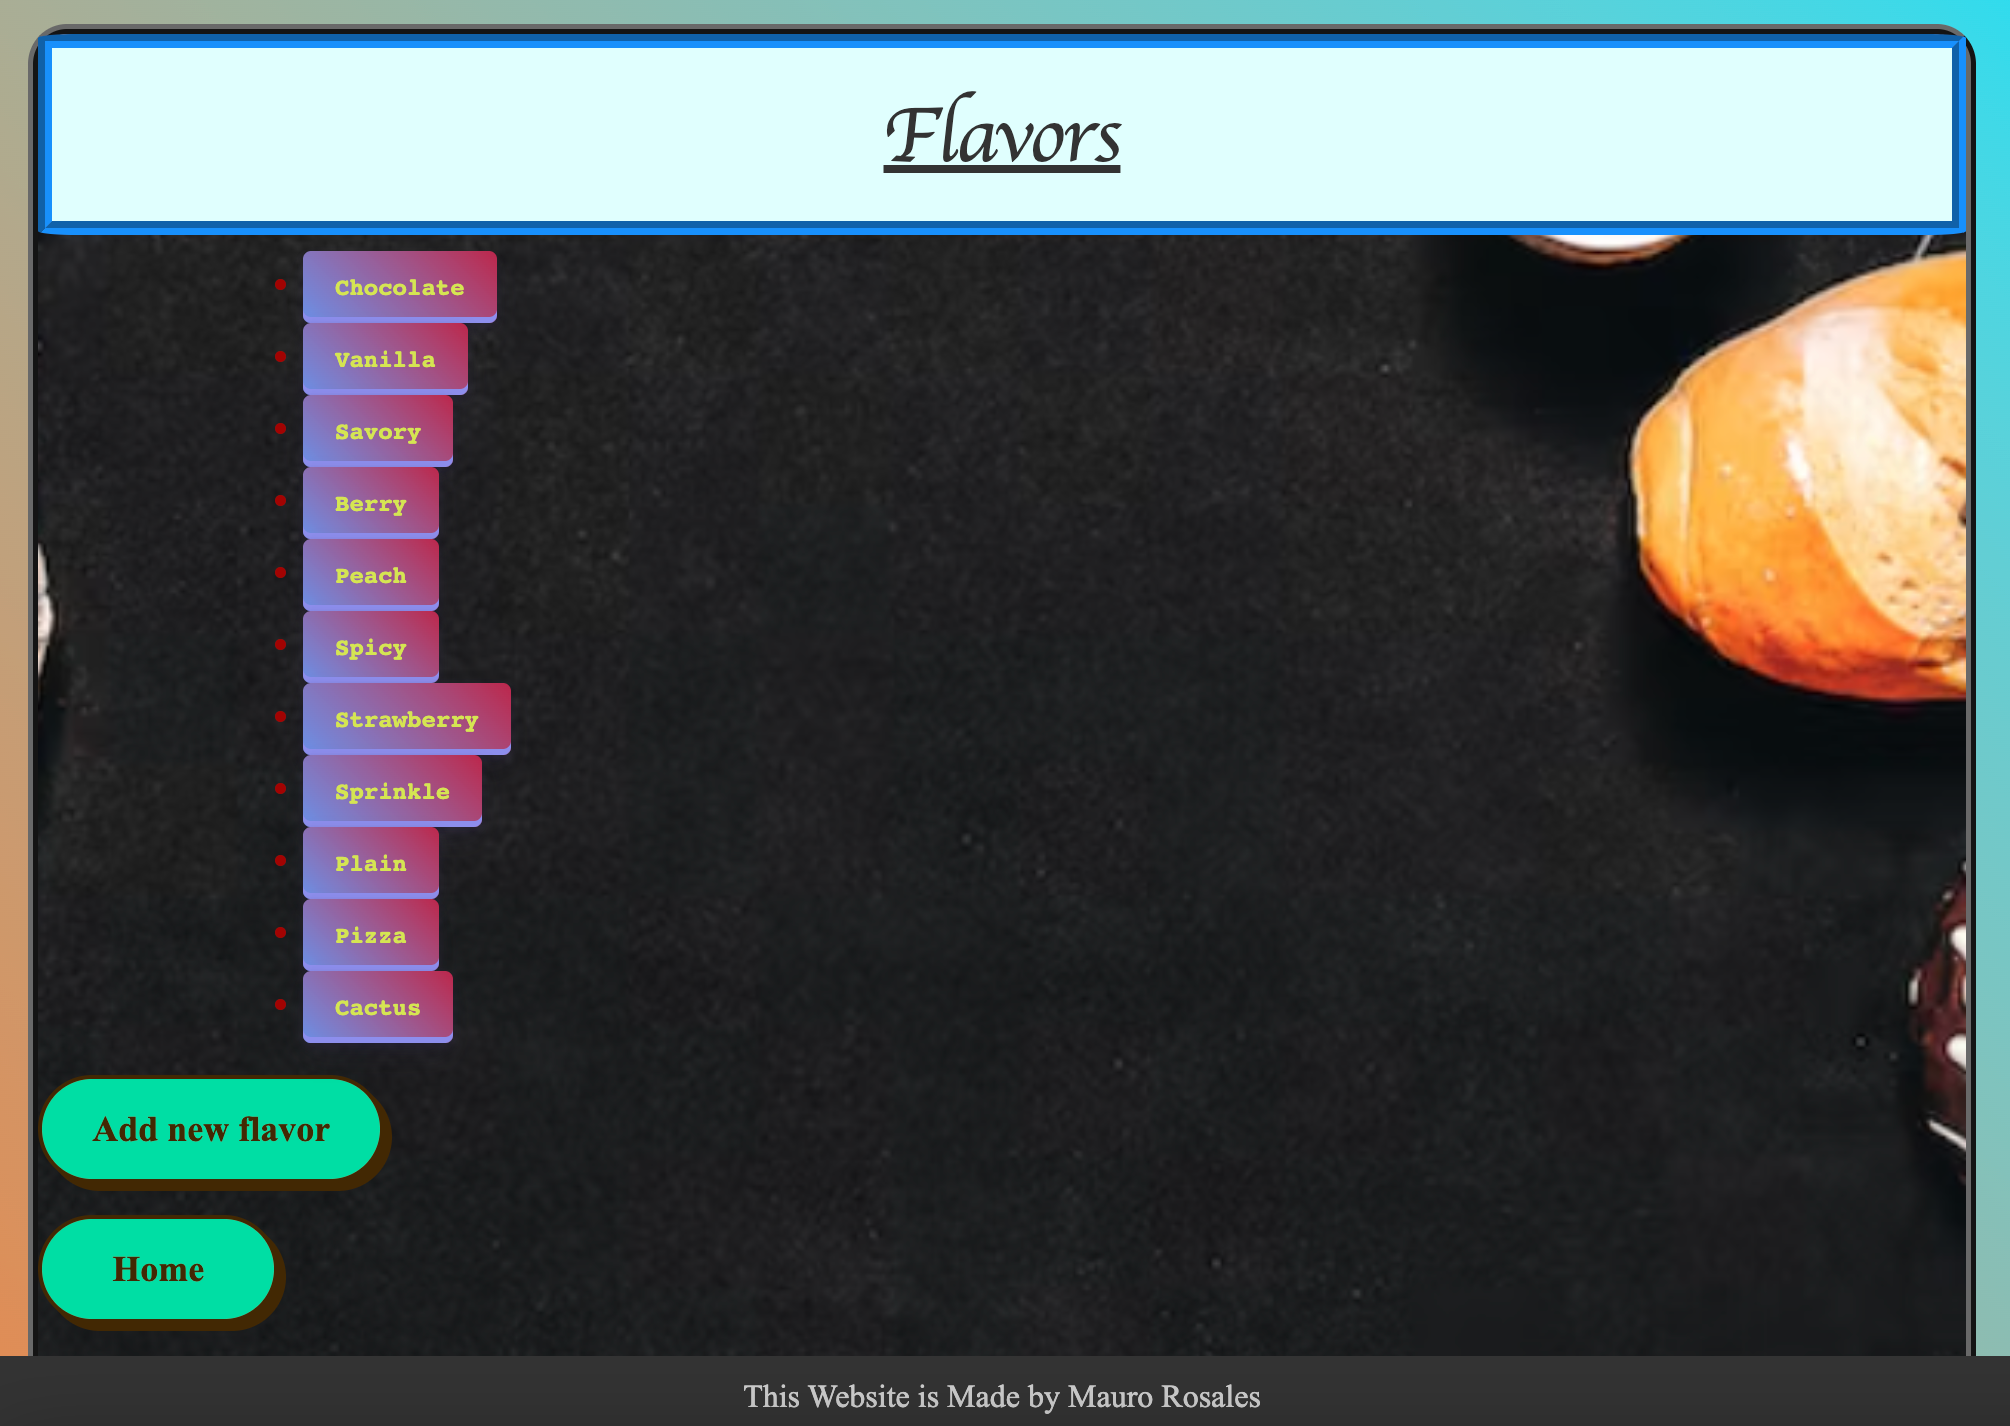 Flavors
Chocolate
Vanilla
Savory
Berry
Peach
Spicy
Strawberry
Sprinkle
Plain
Pizza
Cactus
Add new flavor
Home
This Website is Made by Mauro Rosales